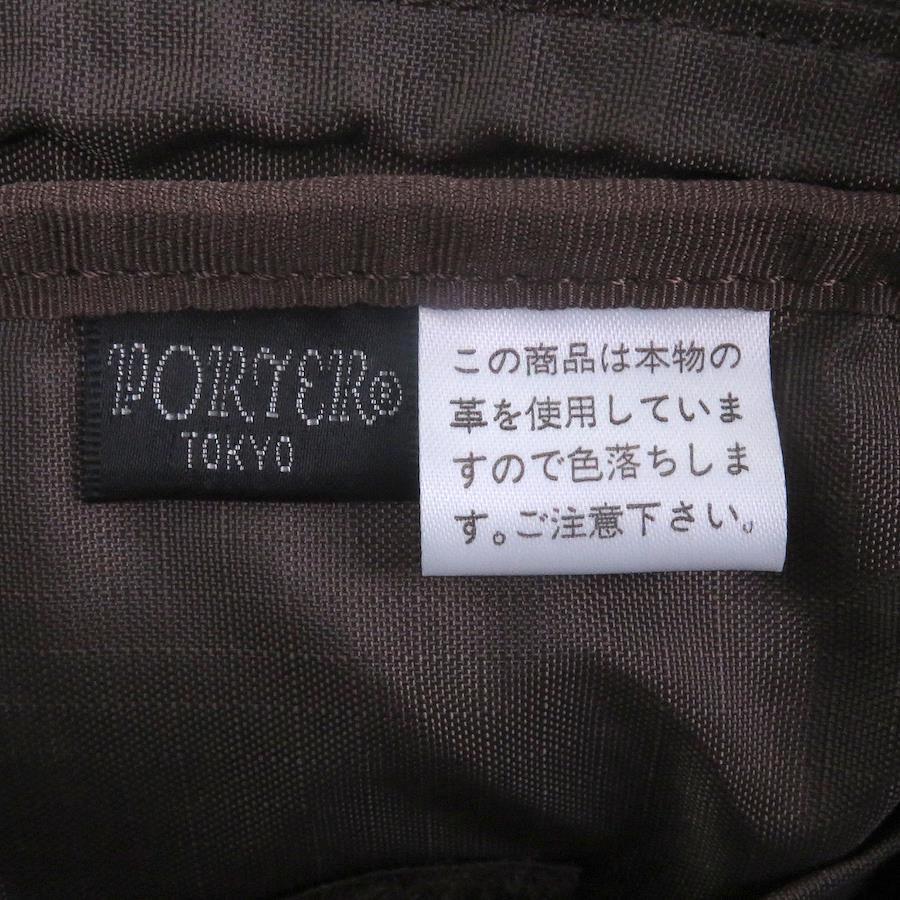 PORTER®
TOKYO
この商品は本物の
革を使用していま
すので色落ちしま
す。ご注意下さい。